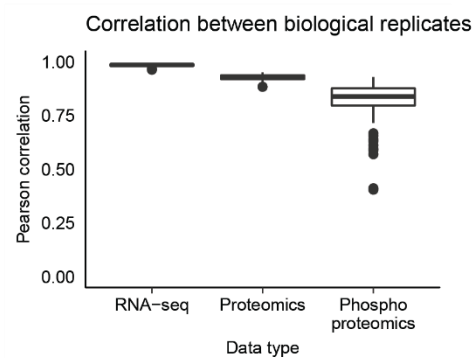 Correlation between biological replicates
Pearson correlation
1.00
0.75
0.50
0.25
0.00
RNA−seq
Proteomics
Phospho
proteomics
Data type